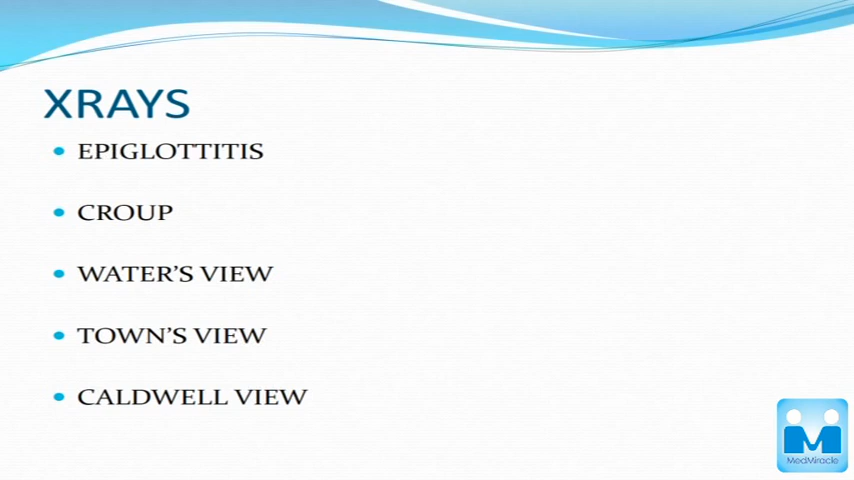 XRAYS
EPIGLOTTITIS
CROUP
WATER'S VIEW
TOWN'S VIEW
CALDWELL VIEW
MedMiracle